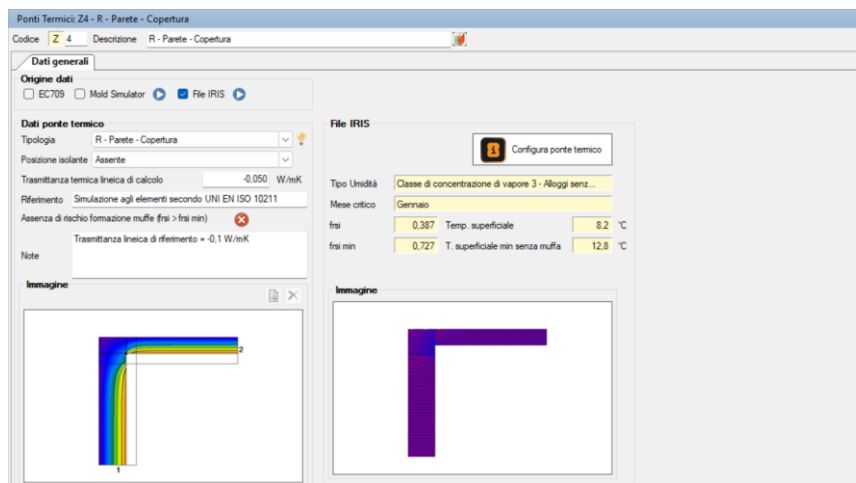 Ponti Termici: Z4 - R - Parete - Copertura
Codice Z 4 Descrizione R - Parete - Copertura
Dati generali
Origine dati
EC709 Mold Simulator File IRIS
Dati ponte termico
Tipologia R - Parete - Copertura
Posizione isolante Assente
Trasmittanza termica lineica di calcolo -0,050 W/mK
Riferimento Simulazione agli elementi secondo UNI EN ISO 10211
Assenza di rischio formazione muffe (frsi > frsi min)
Note Trasmittanza lineica di riferimento = -0,1 W/mK
Immagine
2
1
File IRIS
Configura ponte termico
Tipo Umidità Classe di concentrazione di vapore 3 - Alloggi senz...
Mese critico Gennaio
frsi 0,387 Temp. superficiale 8,2 °C
frsi min 0,727 T. superficiale min senza muffa 12,8 °C
Immagine